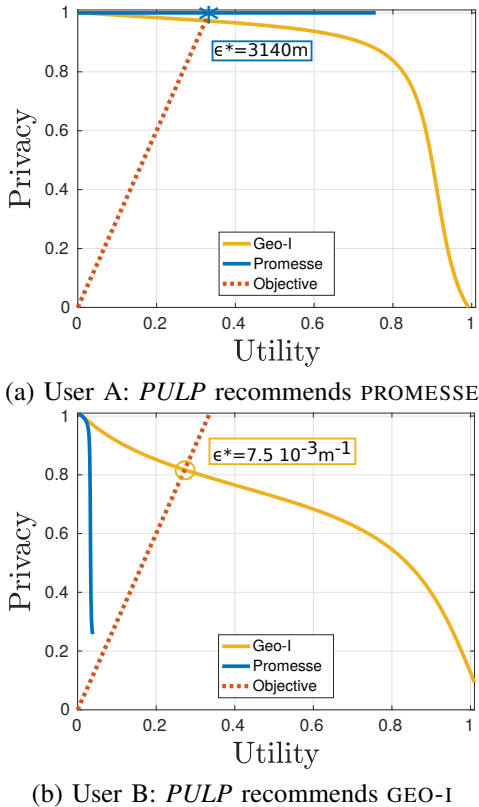 1
0.8
0.6
0.4
0.2
0
Privacy
ϵ*=3140m
Geo-I
Promesse
Objective
0 0.2 0.4 0.6 0.8 1
Utility
(a) User A: PULP recommends PROMESSE
1
0.8
0.6
0.4
0.2
0
Privacy
ϵ*=7.5 10⁻³m⁻¹
Geo-I
Promesse
Objective
0 0.2 0.4 0.6 0.8 1
Utility
(b) User B: PULP recommends GEO-I